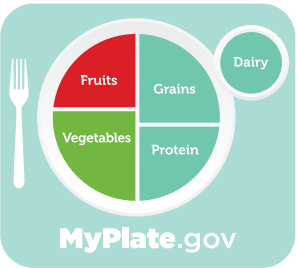 Fruits
Grains
Dairy
Vegetables
Protein
MyPlate.gov